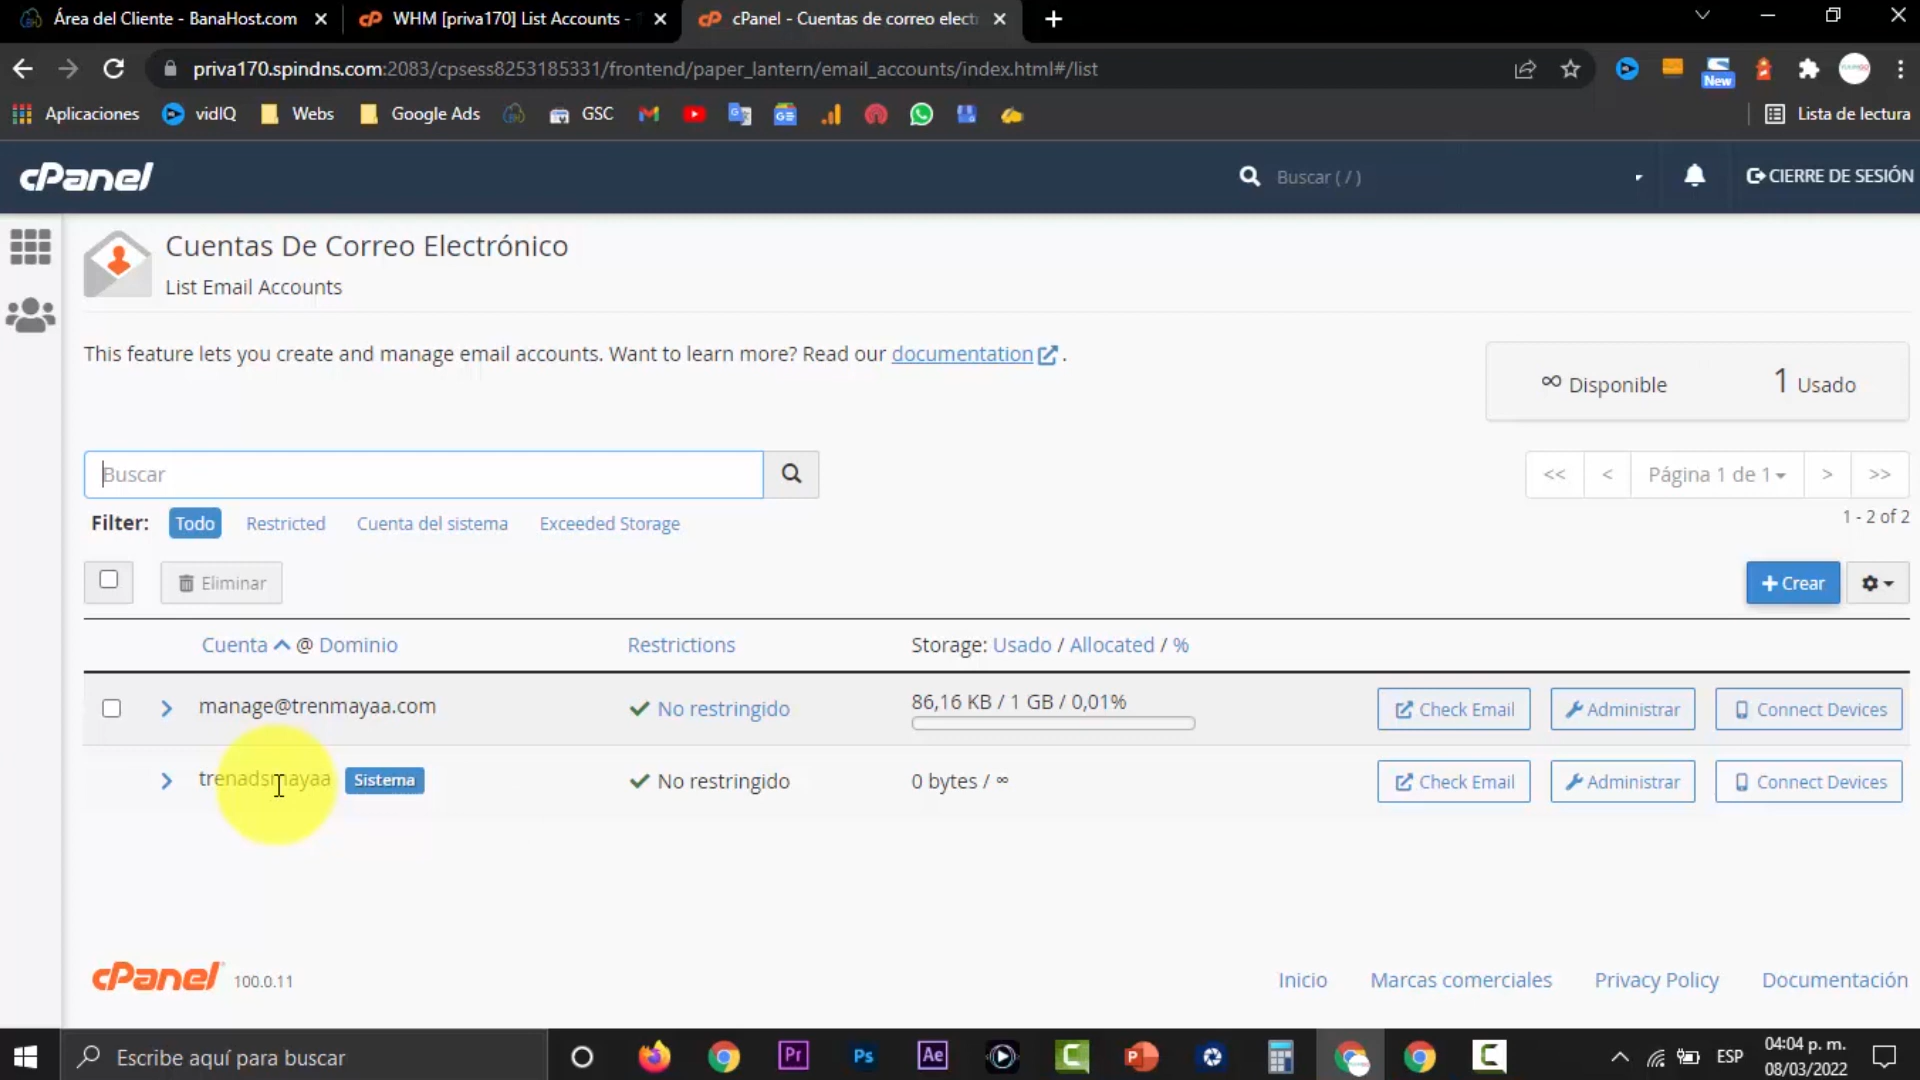 Área del Cliente - BanaHost.com
WHM [priva170] List Accounts -
cPanel - Cuentas de correo elect
priva170.spindns.com:2083/cpsess8253185331/frontend/paper_lantern/email_accounts/index.html#/list
New
Aplicaciones
vidIQ
Webs
Google Ads
GSC
Lista de lectura
cPanel
Buscar ( / )
CIERRE DE SESIÓN
Cuentas De Correo Electrónico
List Email Accounts
This feature lets you create and manage email accounts. Want to learn more? Read our documentation .
∞ Disponible
1 Usado
Buscar
<< < Página 1 de 1 > >>
1 - 2 of 2
Filter: Todo Restricted Cuenta del sistema Exceeded Storage
Eliminar
+ Crear
Cuenta @ Dominio
Restrictions
Storage: Usado / Allocated / %
manage@trenmayaa.com
No restringido
86,16 KB / 1 GB / 0,01%
Check Email
Administrar
Connect Devices
trenadsmayaa
Sistema
No restringido
0 bytes / ∞
Check Email
Administrar
Connect Devices
cPanel 100.0.11
Inicio
Marcas comerciales
Privacy Policy
Documentación
Escribe aquí para buscar
Pr
Ps
Ae
ESP
04:04 p. m.
08/03/2022